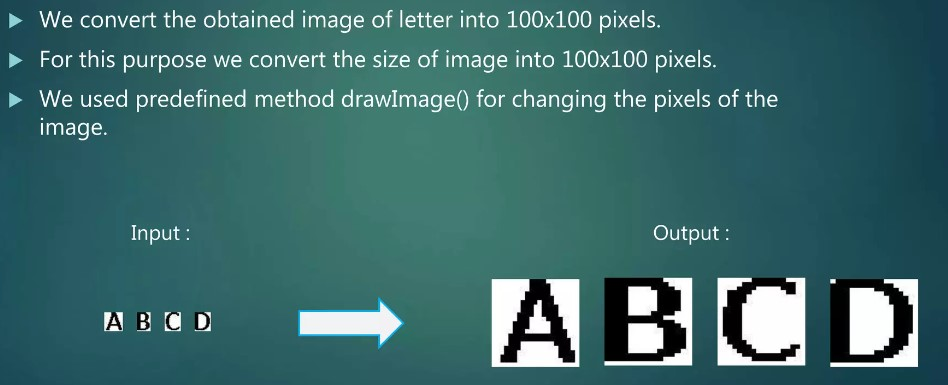 We convert the obtained image of letter into 100x100 pixels.
For this purpose we convert the size of image into 100x100 pixels.
We used predefined method drawImage() for changing the pixels of the
image.
Input :
Output :
A B C D
A B C D